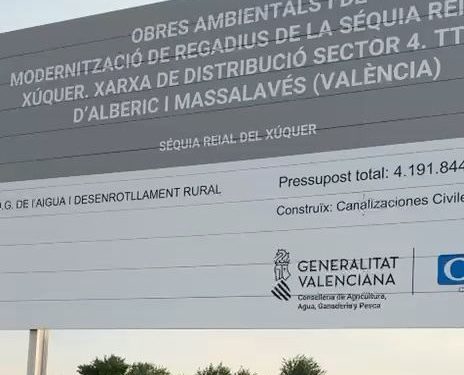 OBRES AMBIENTALS I DE
MODERNITZACIÓ DE REGADIUS DE LA SÉQUIA REI
XÚQUER. XARXA DE DISTRIBUCIÓ SECTOR 4. TT
D'ALBERIC I MASSALAVÉS (VALÈNCIA)
SÉQUIA REIAL DEL XÚQUER
D.G. DE l'AIGUA I DESENROTLLAMENT RURAL
Pressupost total: 4.191.844
Construïx: Canalizaciones Civile
GENERALITAT
VALENCIANA
Conselleria de Agricultura,
Agua, Ganadería y Pesca